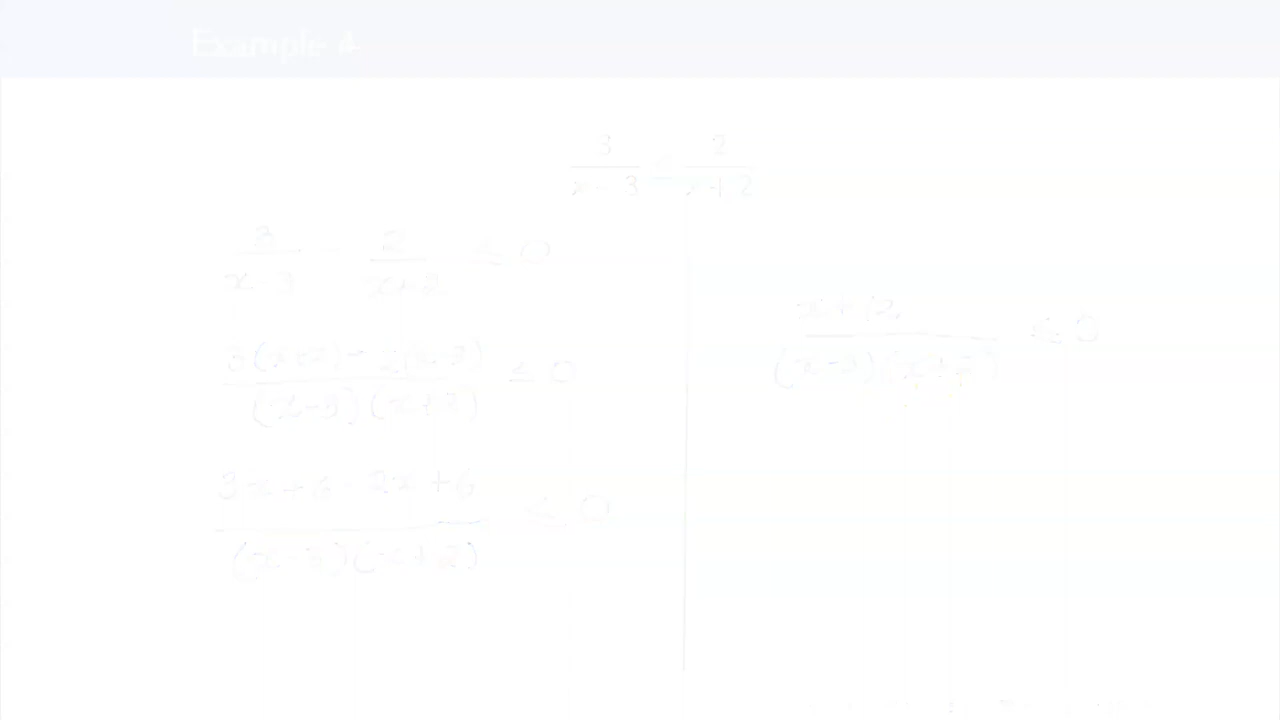 Example 4
3/(x - 3) ≤ 2/(x + 2)
3/(x-3) - 2/(x+2) ≤ 0
(3(x+2) - 2(x-3))/((x-3)(x+2)) ≤ 0
(3x+6-2x+6)/((x-3)(x+2)) ≤ 0
(x+12)/((x-3)(x+2)) ≤ 0